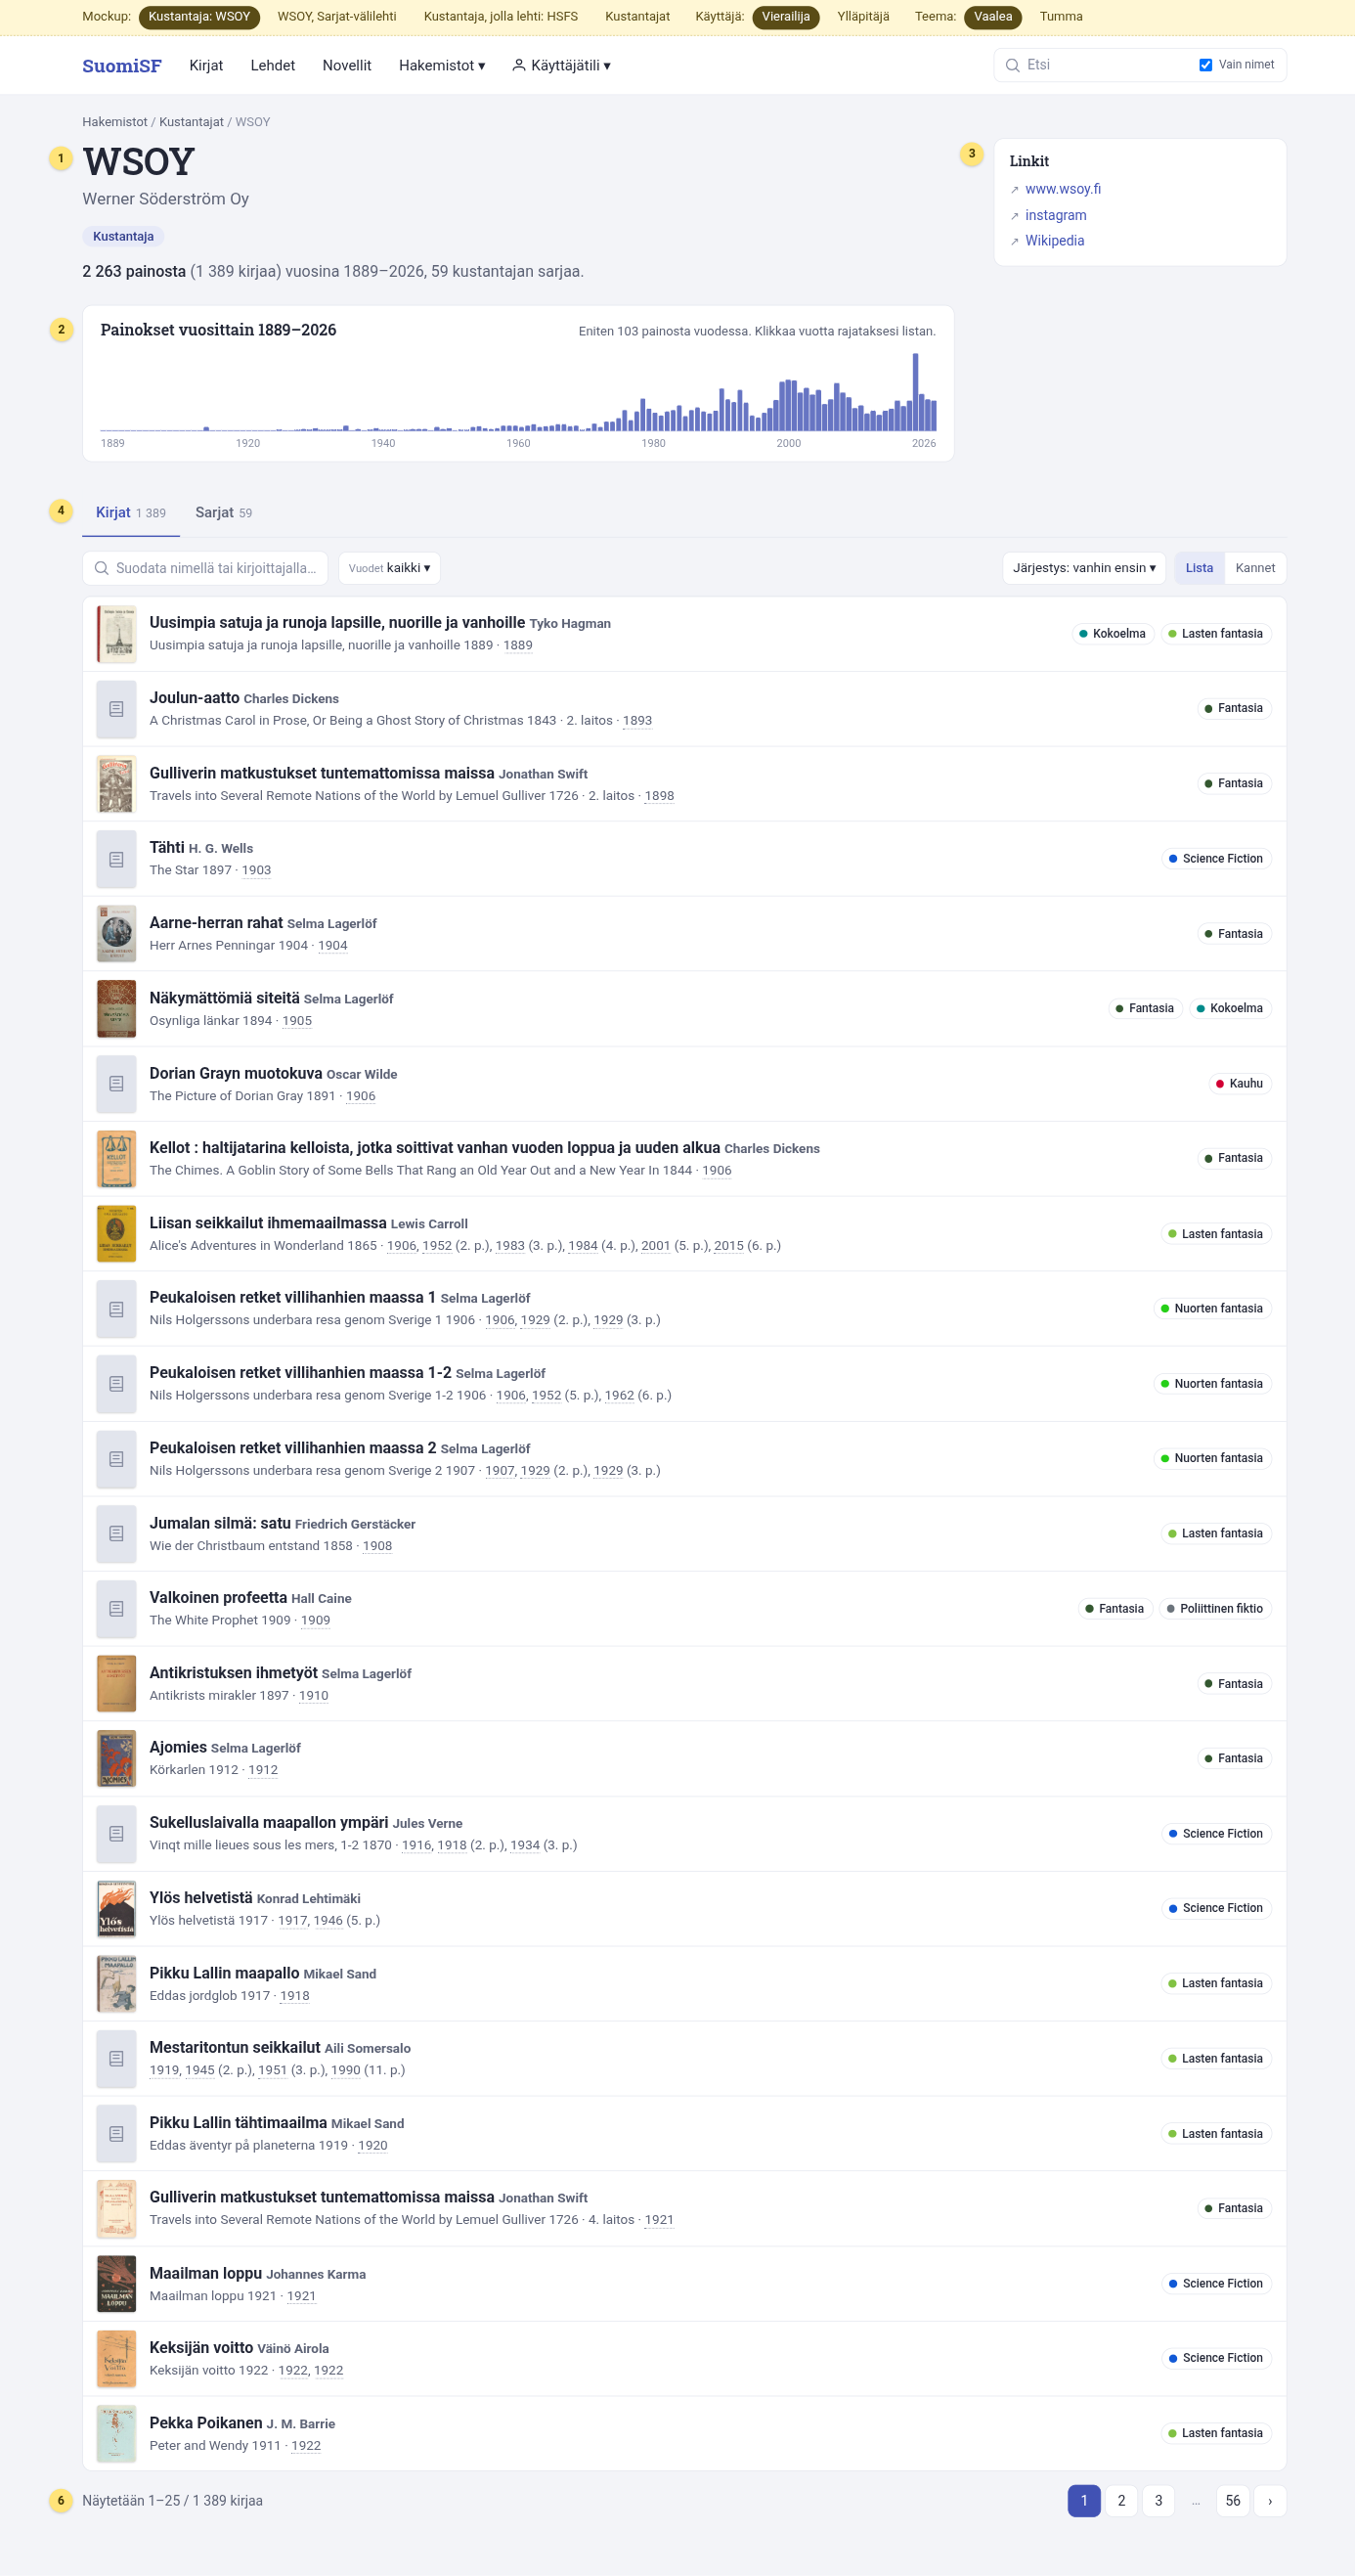 Mockup: Kustantaja: WSOY WSOY, Sarjat-välilehti Kustantaja, jolla lehti: HSFS Kustantajat Käyttäjä: Vierailija Ylläpitäjä Teema: Vaalea Tumma
SuomiSF Kirjat Lehdet Novellit Hakemistot ▾ Käyttäjätili ▾ Etsi Vain nimet
Hakemistot / Kustantajat / WSOY
1 WSOY
Werner Söderström Oy
Kustantaja
2 263 painosta (1 389 kirjaa) vuosina 1889–2026, 59 kustantajan sarjaa.
3 Linkit
↗ www.wsoy.fi
↗ instagram
↗ Wikipedia
2 Painokset vuosittain 1889–2026 Eniten 103 painosta vuodessa. Klikkaa vuotta rajataksesi listan.
1889 1920 1940 1960 1980 2000 2026
4 Kirjat 1 389 Sarjat 59
Suodata nimellä tai kirjoittajalla... Vuodet kaikki ▾ Järjestys: vanhin ensin ▾ Lista Kannet
Uusimpia satuja ja runoja lapsille, nuorille ja vanhoille Tyko Hagman
Uusimpia satuja ja runoja lapsille, nuorille ja vanhoille 1889 · 1889
Kokoelma Lasten fantasia
Joulun-aatto Charles Dickens
A Christmas Carol in Prose, Or Being a Ghost Story of Christmas 1843 · 2. laitos · 1893
Fantasia
Gulliverin matkustukset tuntemattomissa maissa Jonathan Swift
Travels into Several Remote Nations of the World by Lemuel Gulliver 1726 · 2. laitos · 1898
Fantasia
Tähti H. G. Wells
The Star 1897 · 1903
Science Fiction
Aarne-herran rahat Selma Lagerlöf
Herr Arnes Penningar 1904 · 1904
Fantasia
Näkymättömiä siteitä Selma Lagerlöf
Osynliga länkar 1894 · 1905
Fantasia Kokoelma
Dorian Grayn muotokuva Oscar Wilde
The Picture of Dorian Gray 1891 · 1906
Kauhu
Kellot : haltijatarina kelloista, jotka soittivat vanhan vuoden loppua ja uuden alkua Charles Dickens
The Chimes. A Goblin Story of Some Bells That Rang an Old Year Out and a New Year In 1844 · 1906
Fantasia
Liisan seikkailut ihmemaailmassa Lewis Carroll
Alice's Adventures in Wonderland 1865 · 1906, 1952 (2. p.), 1983 (3. p.), 1984 (4. p.), 2001 (5. p.), 2015 (6. p.)
Lasten fantasia
Peukaloisen retket villihanhien maassa 1 Selma Lagerlöf
Nils Holgerssons underbara resa genom Sverige 1 1906 · 1906, 1929 (2. p.), 1929 (3. p.)
Nuorten fantasia
Peukaloisen retket villihanhien maassa 1-2 Selma Lagerlöf
Nils Holgerssons underbara resa genom Sverige 1-2 1906 · 1906, 1952 (5. p.), 1962 (6. p.)
Nuorten fantasia
Peukaloisen retket villihanhien maassa 2 Selma Lagerlöf
Nils Holgerssons underbara resa genom Sverige 2 1907 · 1907, 1929 (2. p.), 1929 (3. p.)
Nuorten fantasia
Jumalan silmä: satu Friedrich Gerstäcker
Wie der Christbaum entstand 1858 · 1908
Lasten fantasia
Valkoinen profeetta Hall Caine
The White Prophet 1909 · 1909
Fantasia Poliittinen fiktio
Antikristuksen ihmetyöt Selma Lagerlöf
Antikrists mirakler 1897 · 1910
Fantasia
Ajomies Selma Lagerlöf
Körkarlen 1912 · 1912
Fantasia
Sukelluslaivalla maapallon ympäri Jules Verne
Vinqt mille lieues sous les mers, 1-2 1870 · 1916, 1918 (2. p.), 1934 (3. p.)
Science Fiction
Ylös helvetistä Konrad Lehtimäki
Ylös helvetistä 1917 · 1917, 1946 (5. p.)
Science Fiction
Pikku Lallin maapallo Mikael Sand
Eddas jordglob 1917 · 1918
Lasten fantasia
Mestaritontun seikkailut Aili Somersalo
1919, 1945 (2. p.), 1951 (3. p.), 1990 (11. p.)
Lasten fantasia
Pikku Lallin tähtimaailma Mikael Sand
Eddas äventyr på planeterna 1919 · 1920
Lasten fantasia
Gulliverin matkustukset tuntemattomissa maissa Jonathan Swift
Travels into Several Remote Nations of the World by Lemuel Gulliver 1726 · 4. laitos · 1921
Fantasia
Maailman loppu Johannes Karma
Maailman loppu 1921 · 1921
Science Fiction
Keksijän voitto Väinö Airola
Keksijän voitto 1922 · 1922, 1922
Science Fiction
Pekka Poikanen J. M. Barrie
Peter and Wendy 1911 · 1922
Lasten fantasia
6 Näytetään 1–25 / 1 389 kirjaa 1 2 3 ... 56 ›